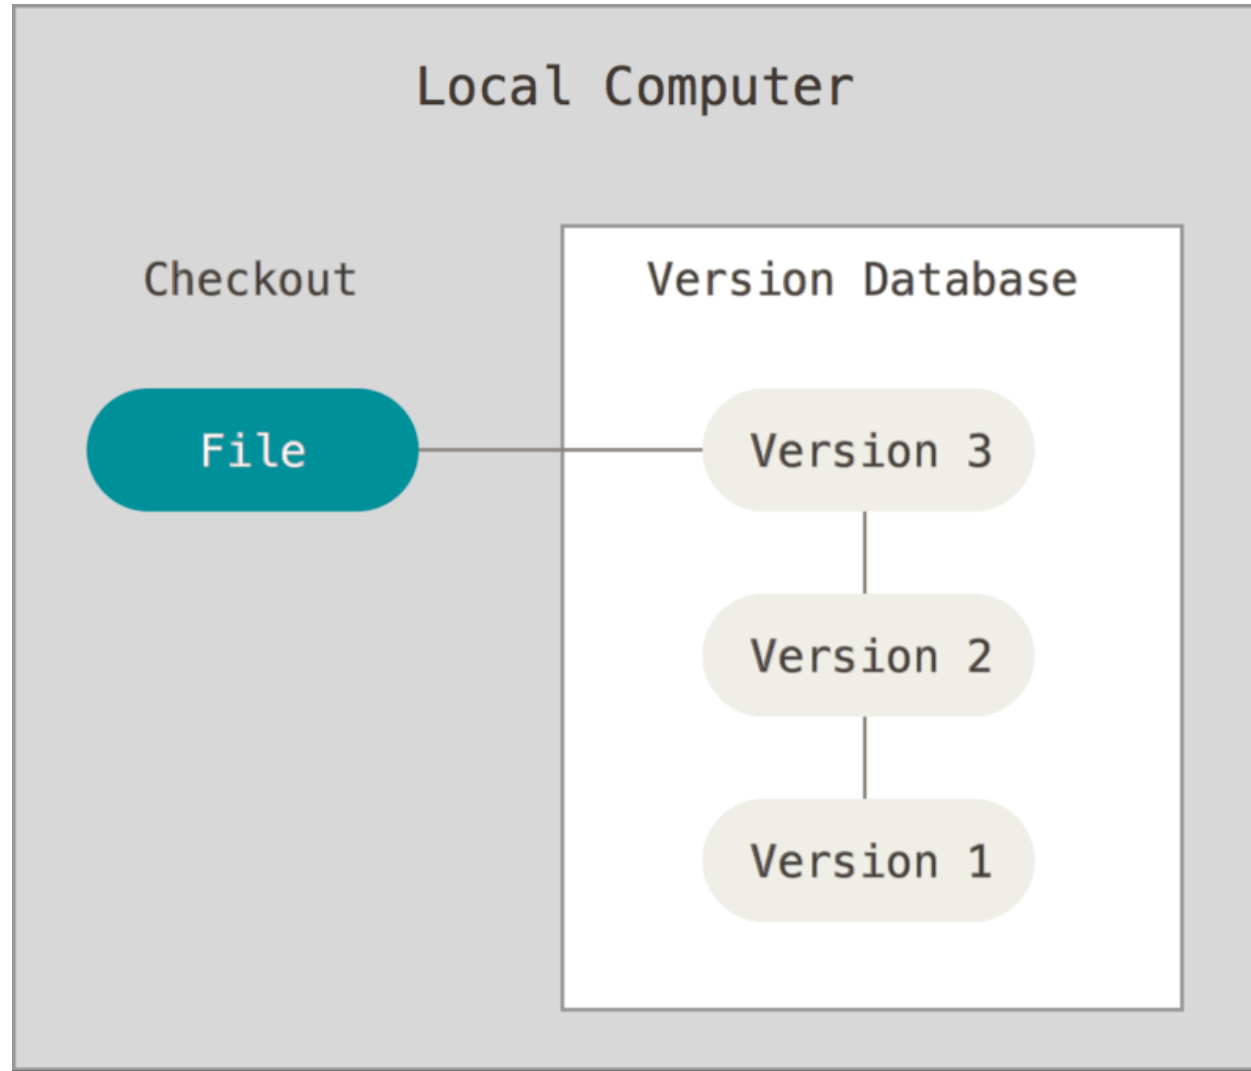 Local Computer
Checkout
Version Database
File
Version 3
Version 2
Version 1